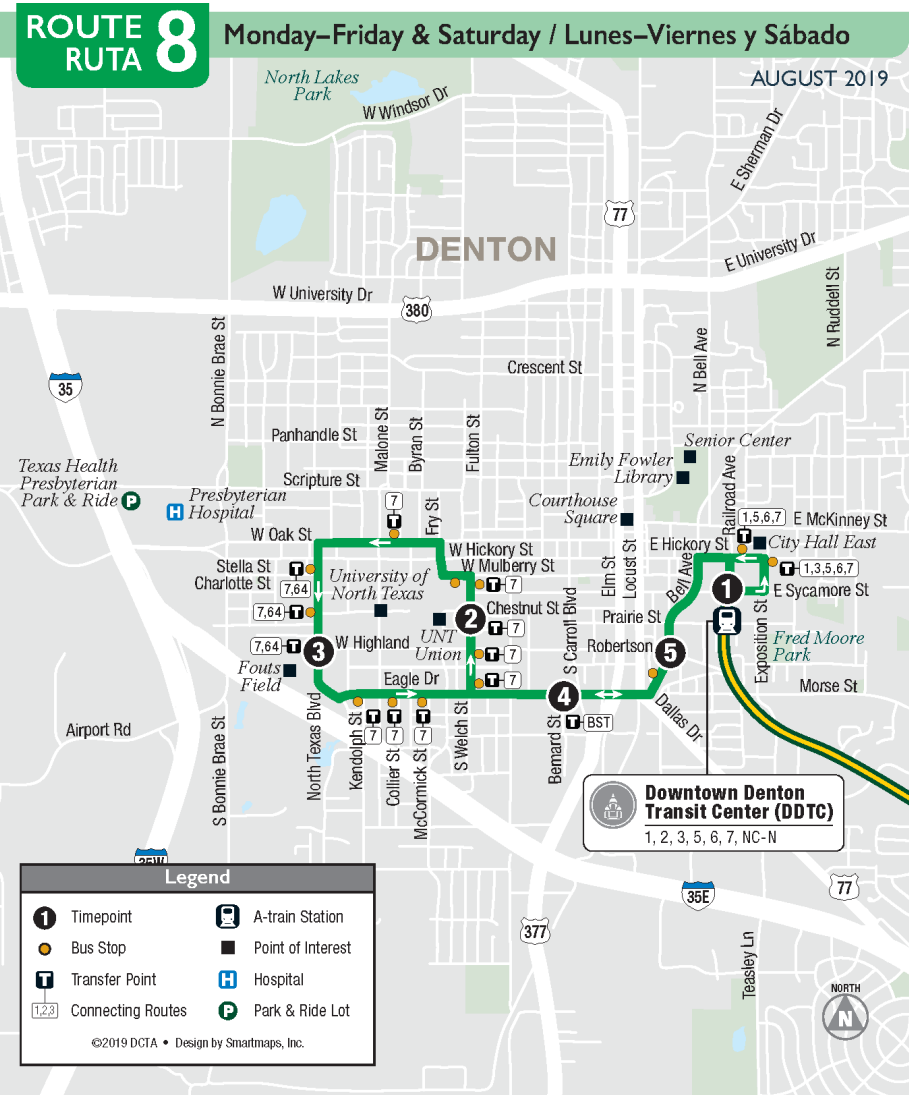 ROUTE
RUTA
8
Monday–Friday & Saturday / Lunes–Viernes y Sábado
AUGUST 2019
North Lakes
Park
W Windsor Dr
E Sherman Dr
77
DENTON
E University Dr
W University Dr
380
N Ruddell St
N Bonnie Brae St
N Bell Ave
Crescent St
35
Malone St
Byran St
Fulton St
Panhandle St
Senior Center
Emily Fowler
Library
Texas Health
Presbyterian
Park & Ride
P
Scripture St
Presbyterian
Hospital
H
7
Fry St
Courthouse
Square
Railroad Ave
1,5,6,7
T
E McKinney St
W Oak St
W Hickory St
E Hickory St
City Hall East
Stella St
Charlotte St
T
7,64
University of
North Texas
W Mulberry St
T
7
Elm St
Locust St
Bell Ave
T
1,3,5,6,7
E Sycamore St
1
7,64
T
2
Chestnut St
T
7
S Carroll Blvd
Prairie St
Exposition St
Fred Moore
Park
7,64
T
3
W Highland
UNT
Union
T
7
Robertson
5
Fouts
Field
Eagle Dr
T
7
4
Morse St
Airport Rd
S Bonnie Brae St
North Texas Blvd
Kendolph St
T
7
Collier St
T
7
McCormick St
T
7
S Welch St
Bernard St
T
BST
Dallas Dr
Downtown Denton
Transit Center (DDTC)
1, 2, 3, 5, 6, 7, NC-N
35W
Legend
1
Timepoint
A-train Station
Bus Stop
Point of Interest
T
Transfer Point
H
Hospital
1,2,3
Connecting Routes
P
Park & Ride Lot
©2019 DCTA • Design by Smartmaps, Inc.
377
35E
77
Teasley Ln
NORTH
N